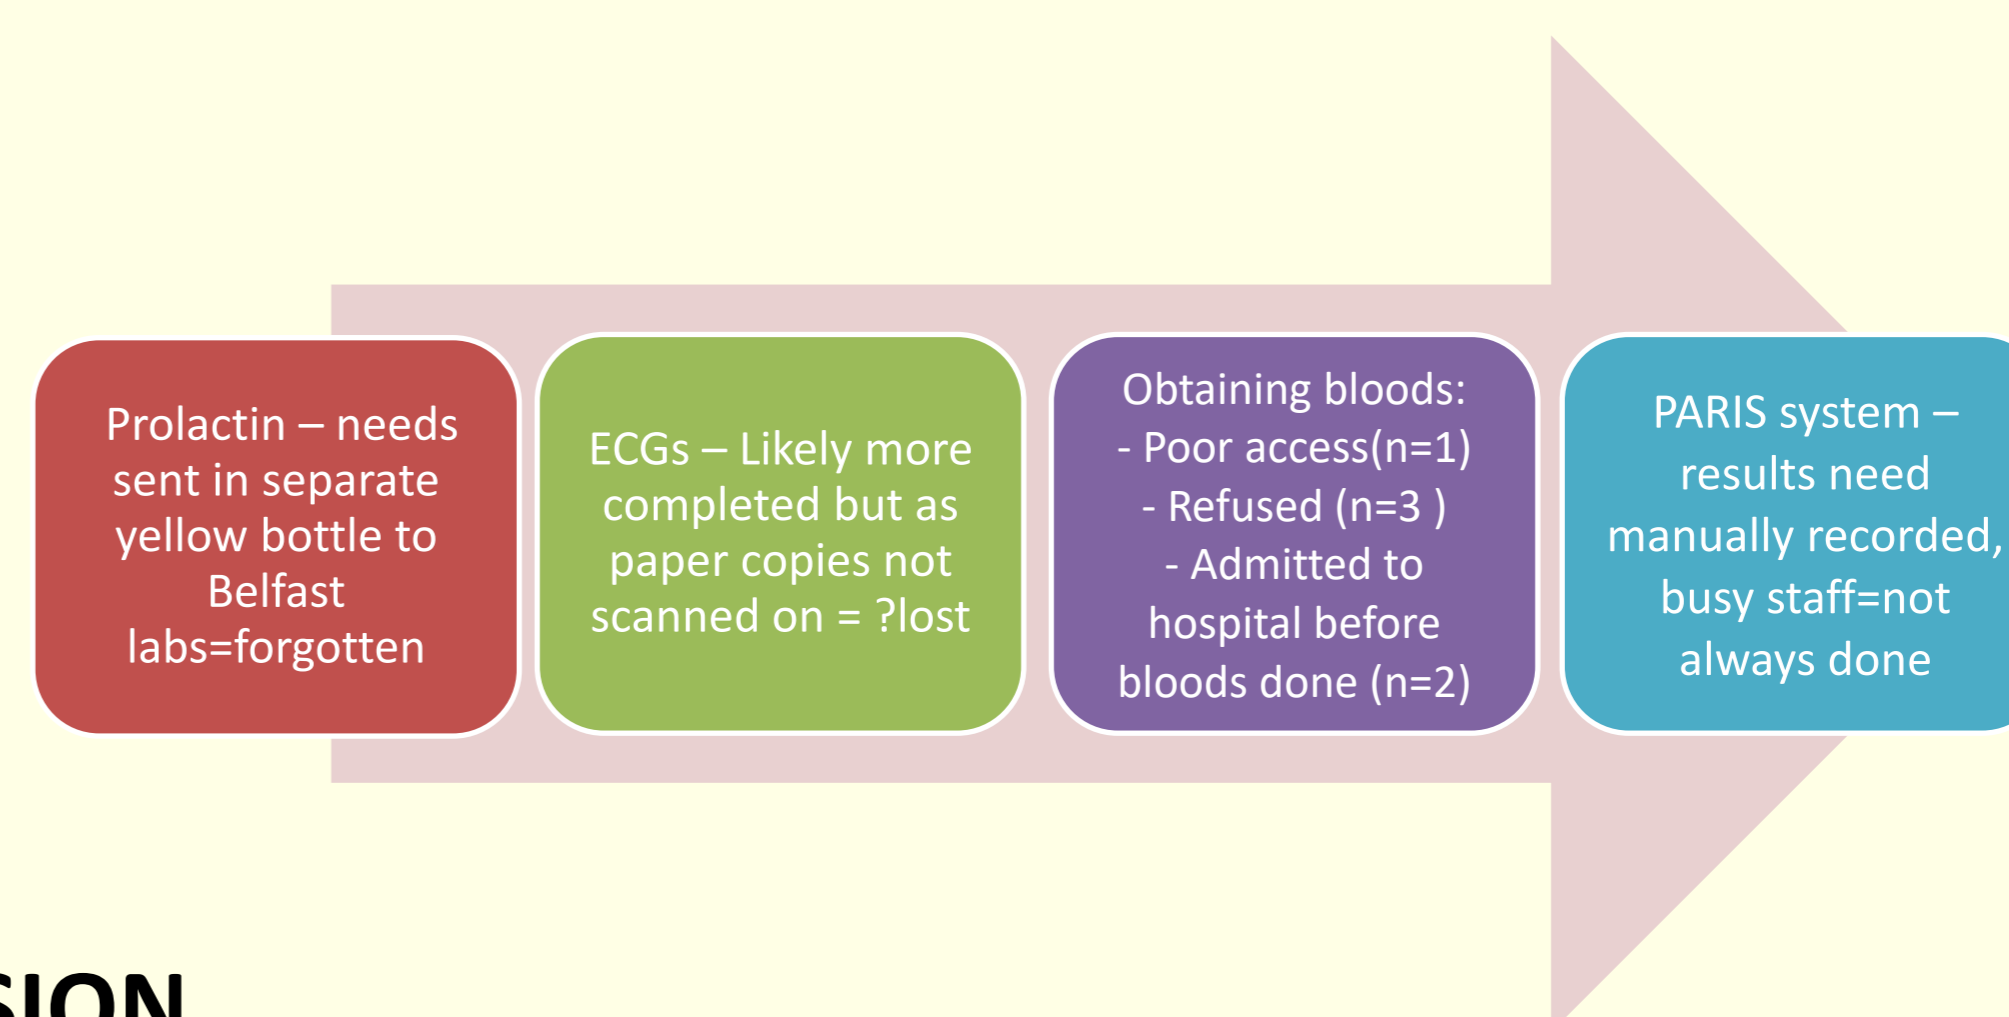 Prolactin – needs
sent in separate
yellow bottle to
Belfast
labs=forgotten
ECGs – Likely more
completed but as
paper copies not
scanned on = ?lost
Obtaining bloods:
- Poor access(n=1)
- Refused (n=3 )
- Admitted to
hospital before
bloods done (n=2)
PARIS system –
results need
manually recorded,
busy staff=not
always done
SION